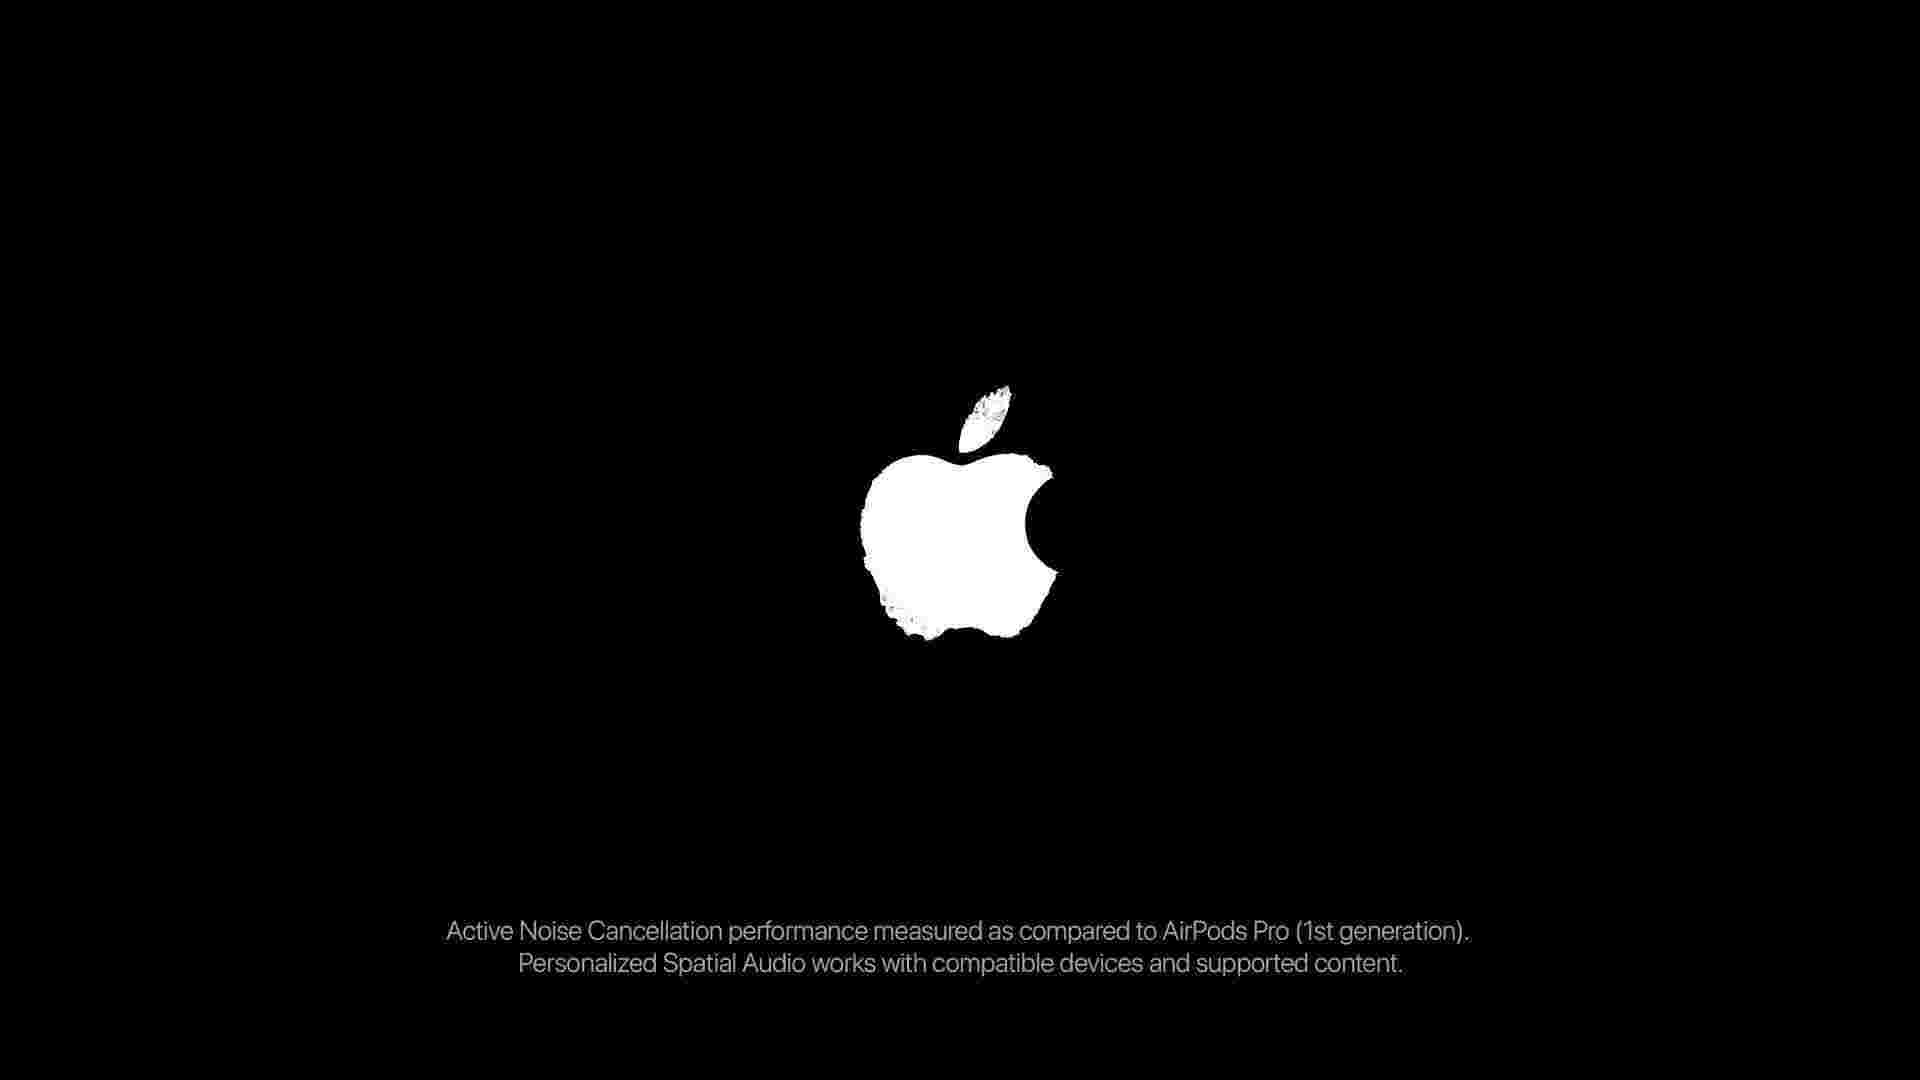 Active Noise Cancellation performance measured as compared to AirPods Pro (1st generation).
Personalized Spatial Audio works with compatible devices and supported content.